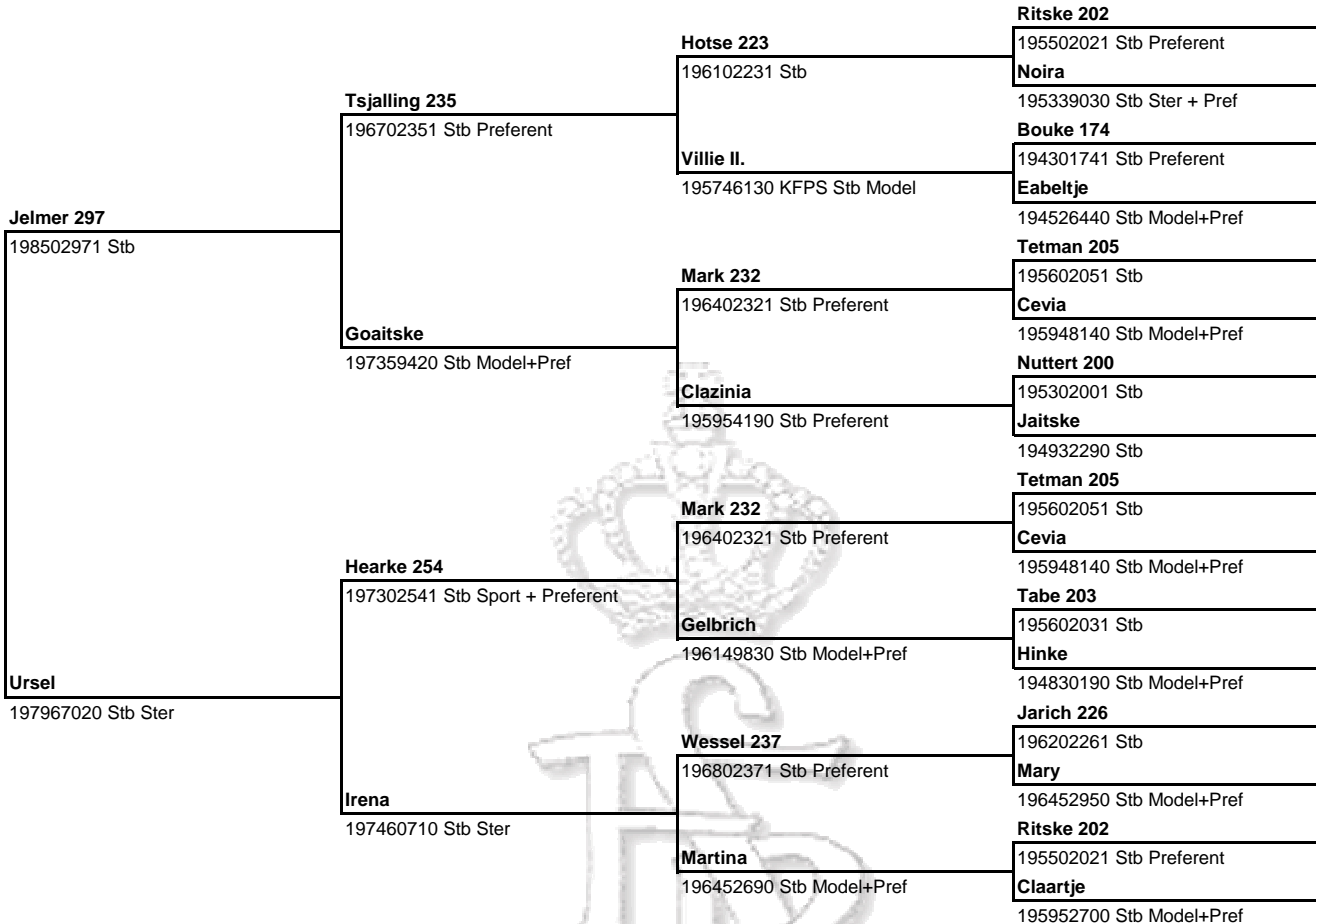 Jelmer 297
198502971 Stb
Ursel
197967020 Stb Ster
Tsjalling 235
196702351 Stb Preferent
Goaitske
197359420 Stb Model+Pref
Hearke 254
197302541 Stb Sport + Preferent
Irena
197460710 Stb Ster
Hotse 223
196102231 Stb
Villie II.
195746130 KFPS Stb Model
Mark 232
196402321 Stb Preferent
Clazinia
195954190 Stb Preferent
Mark 232
196402321 Stb Preferent
Gelbrich
196149830 Stb Model+Pref
Wessel 237
196802371 Stb Preferent
Martina
196452690 Stb Model+Pref
Ritske 202
195502021 Stb Preferent
Noira
195339030 Stb Ster + Pref
Bouke 174
194301741 Stb Preferent
Eabeltje
194526440 Stb Model+Pref
Tetman 205
195602051 Stb
Cevia
195948140 Stb Model+Pref
Nuttert 200
195302001 Stb
Jaitske
194932290 Stb
Tetman 205
195602051 Stb
Cevia
195948140 Stb Model+Pref
Tabe 203
195602031 Stb
Hinke
194830190 Stb Model+Pref
Jarich 226
196202261 Stb
Mary
196452950 Stb Model+Pref
Ritske 202
195502021 Stb Preferent
Claartje
195952700 Stb Model+Pref